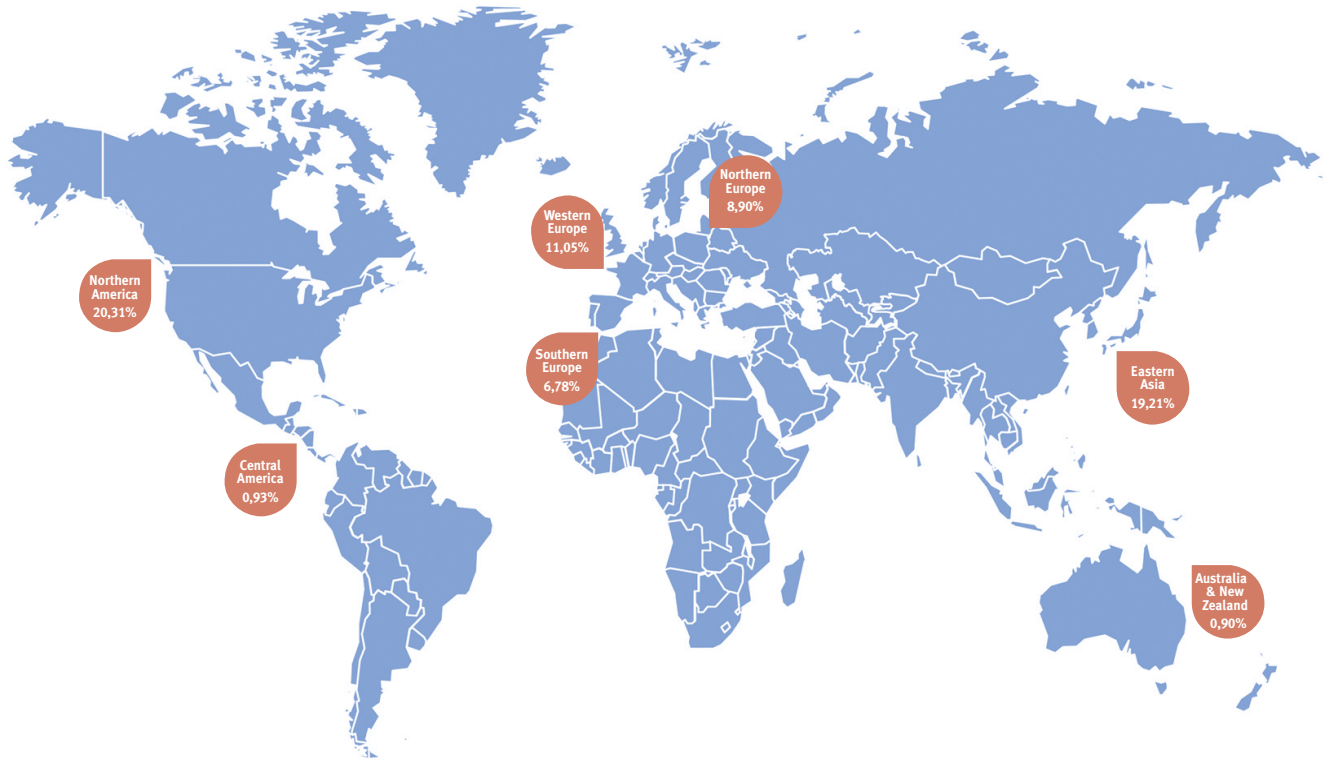 Northern
Europe
8,90%
Western
Europe
11,05%
Northern
America
20,31%
Southern
Europe
6,78%
Eastern
Asia
19,21%
Central
America
0,93%
Australia
& New
Zealand
0,90%